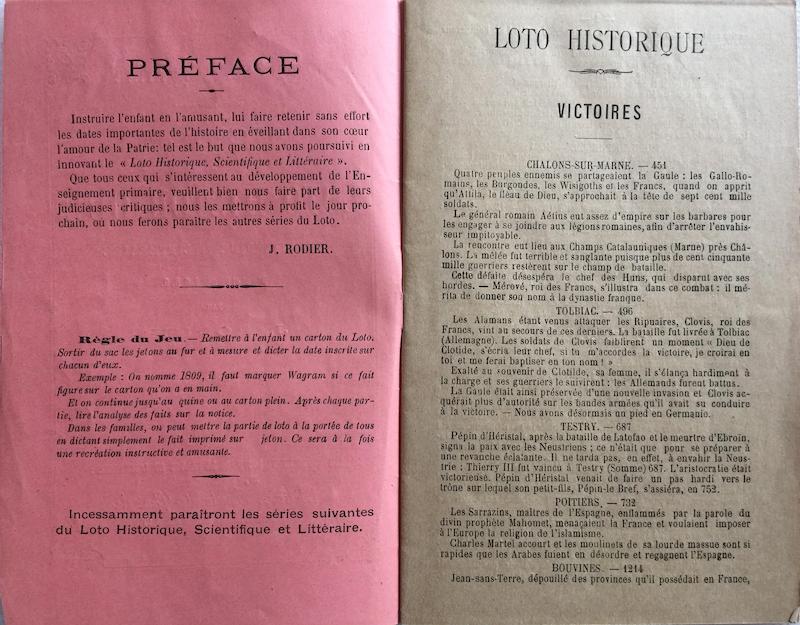 PRÉFACE
Instruire l'enfant en l'amusant, lui faire retenir sans effort
les dates importantes de l'histoire en éveillant dans son cœur
l'amour de la Patrie: tel est le but que nous avons poursuivi en
innovant le « Loto Historique, Scientifique et Littéraire ».
Que tous ceux qui s'intéressent au développement de l'En-
seignement primaire, veuillent bien nous faire part de leurs
judicieuses critiques ; nous les mettrons à profit le jour pro-
chain, où nous ferons paraître les autres séries du Loto.
J. RODIER.
Règle du Jeu. — Remettre à l'enfant un carton du Loto.
Sortir du sac les jetons au fur et à mesure et dicter la date inscrite sur
chacun d'eux.
Exemple : On nomme 1809, il faut marquer Wagram si ce fait
figure sur le carton qu'on a en main.
Et on continue jusqu'au quine ou au carton plein. Après chaque par-
tie, lire l'analyse des faits sur la notice.
Dans les familles, on peut mettre la partie de loto à la portée de tous
en dictant simplement le fait imprimé sur jeton. Ce sera à la fois
une recréation instructive et amusante.
Incessamment paraîtront les séries suivantes
du Loto Historique, Scientifique et Littéraire.
LOTO HISTORIQUE
VICTOIRES
CHALONS-SUR-MARNE. — 451
Quatre peuples ennemis se partageaient la Gaule : les Gallo-Ro-
mains, les Burgondes, les Wisigoths et les Francs, quand on apprit
qu'Attila, le fléau de Dieu, s'approchait à la tête de sept cent mille
soldats.
Le général romain Aétius eut assez d'empire sur les barbares pour
les engager à se joindre aux légions romaines, afin d'arrêter l'envahis-
seur impitoyable.
La rencontre eut lieu aux Champs Catalauniques (Marne) près Châ-
lons. La mêlée fut terrible et sanglante puisque plus de cent cinquante
mille guerriers restèrent sur le champ de bataille.
Cette défaite désespéra le chef des Huns, qui disparut avec ses
hordes. — Mérové, roi des Francs, s'illustra dans ce combat : il mé-
rita de donner son nom à la dynastie franque.
TOLBIAC. — 496
Les Alamans étant venus attaquer les Ripuaires, Clovis, roi des
Francs, vint au secours de ces derniers. La bataille fut livrée à Tolbiac
(Allemagne). Les soldats de Clovis faiblirent un moment « Dieu de
Clotide, s'écria leur chef, si tu m'accordes la victoire, je croirai en
toi et me ferai baptiser en ton nom ! »
Exalté au souvenir de Clotilde, sa femme, il s'élança hardiment à
la charge et ses guerriers le suivirent : les Allemands furent battus.
La Gaule était ainsi préservée d'une nouvelle invasion et Clovis ac-
quérait plus d'autorité sur les bandes armées qu'il avait su conduire
à la victoire. — Nous avons désormais un pied en Germanie.
TESTRY. — 687
Pépin d'Héristal, après la bataille de Latofao et le meurtre d'Ebroïn,
signa la paix avec les Neustriens ; ce n'était que pour se préparer à
une revanche éclatante. Il ne tarda pas, en effet, à envahir la Neus-
trie : Thierry III fut vaincu à Testry (Somme) 687. L'aristocratie était
victorieuse. Pépin d'Héristal venait de faire un pas hardi vers le
trône sur lequel son petit-fils, Pépin-le Bref, s'assiéra, en 752.
POITIERS. — 732
Les Sarrazins, maîtres de l'Espagne, enflammés par la parole du
divin prophète Mahomet, menaçaient la France et voulaient imposer
à l'Europe la religion de l'islamisme.
Charles Martel accourt et les moulinets de sa lourde massue sont si
rapides que les Arabes fuient en désordre et regagnent l'Espagne.
BOUVINES. — 1214
Jean-sans-Terre, dépouillé des provinces qu'il possédait en France,